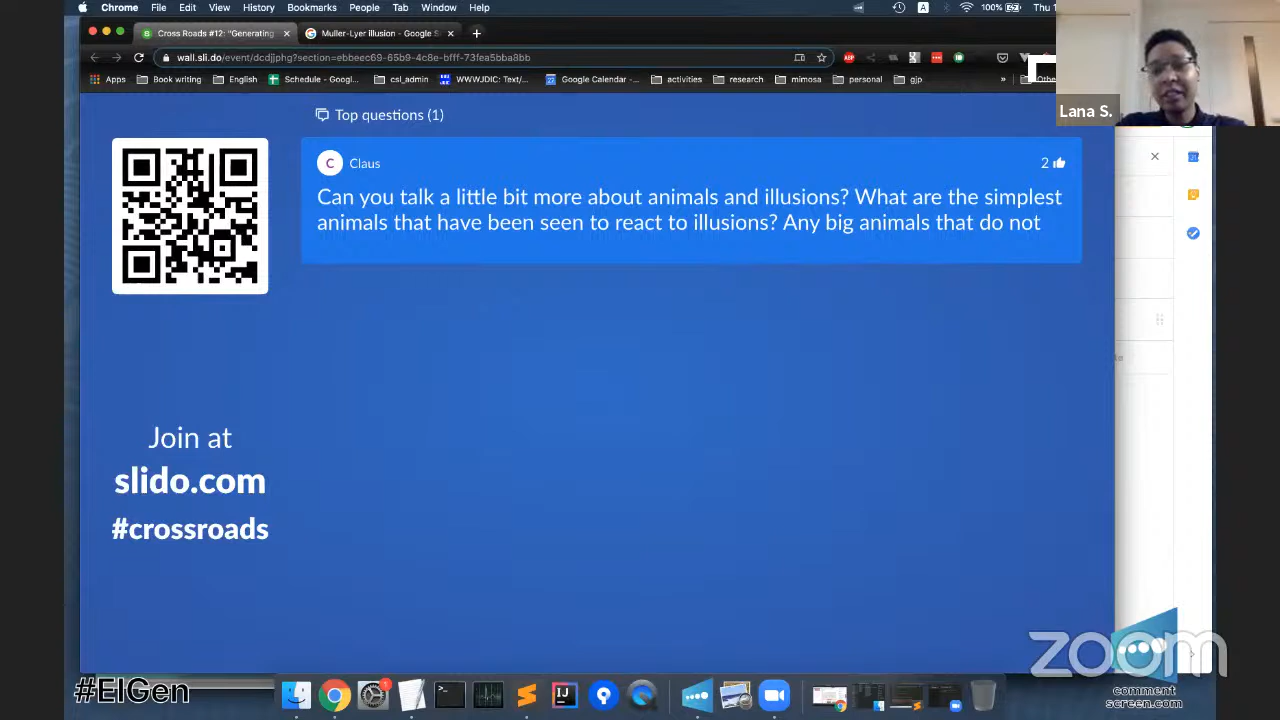 Chrome File Edit View History Bookmarks People Tab Window Help
100%
Thu 1
Cross Roads #12: "Generating
Muller-Lyer illusion - Google S
wall.sli.do/event/dcdjjphg?section=ebbeec69-65b9-4c8e-bfff-73fea5bba8bb
Apps Book writing English Schedule - Googl... csl_admin WWWJDIC: Text/... Google Calendar -... activities research mimosa personal gjp » Othe
Lana S.
Top questions (1)
C Claus
2
Can you talk a little bit more about animals and illusions? What are the simplest
animals that have been seen to react to illusions? Any big animals that do not
Join at
slido.com
#crossroads
#EIGen
zoom
comment
screen.com